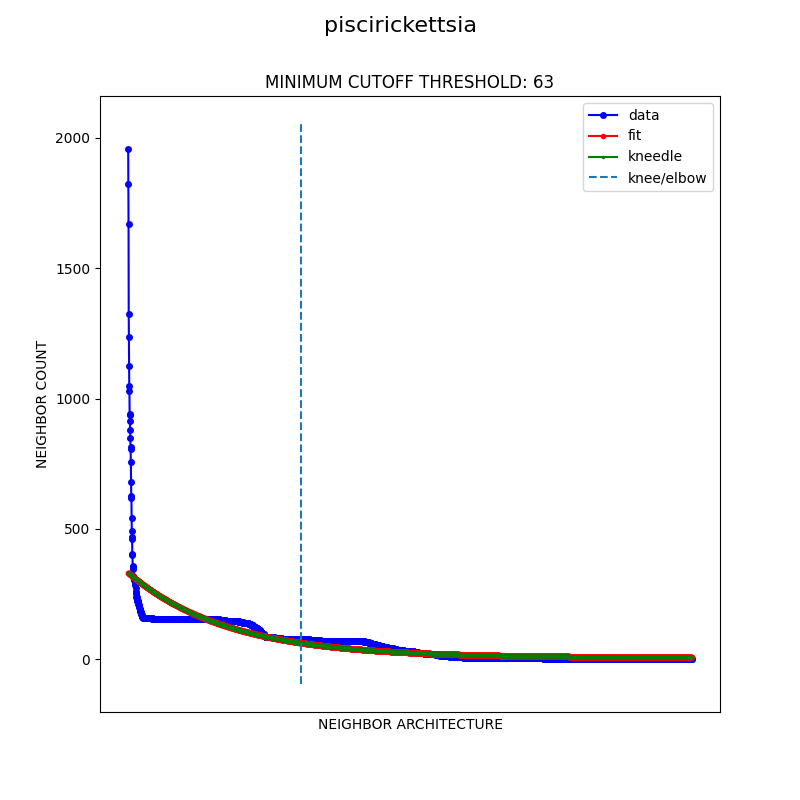 piscirickettsia
MINIMUM CUTOFF THRESHOLD: 63
data
fit
kneedle
knee/elbow
2000
1500
1000
500
0
NEIGHBOR COUNT
NEIGHBOR ARCHITECTURE